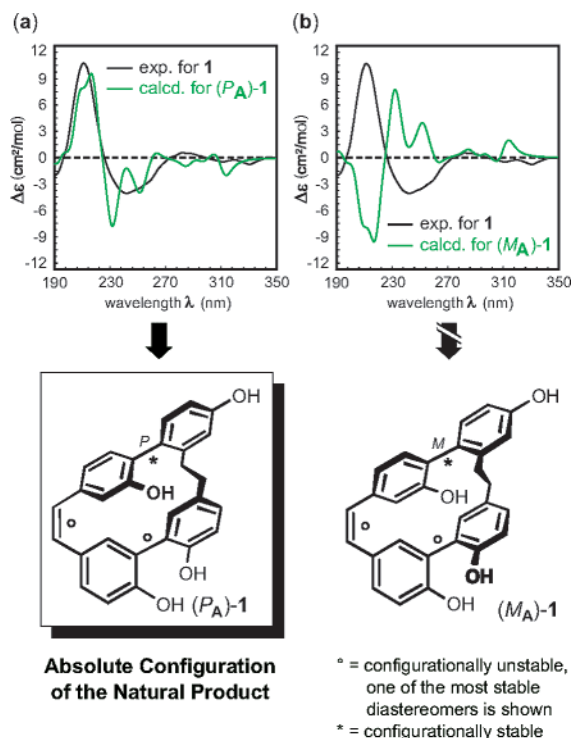 (a)
(b)
12
9
6
3
0
-3
-6
-9
-12
Δε (cm²/mol)
exp. for 1
calcd. for (PA)-1
190 230 270 310 350
wavelength λ (nm)
12
9
6
3
0
-3
-6
-9
-12
Δε (cm²/mol)
exp. for 1
calcd. for (MA)-1
190 230 270 310 350
wavelength λ (nm)
OH
P
*
OH
OH
OH
(PA)-1
OH
M
*
OH
OH
OH
(MA)-1
Absolute Configuration
of the Natural Product
° = configurationally unstable,
one of the most stable
diastereomers is shown
* = configurationally stable